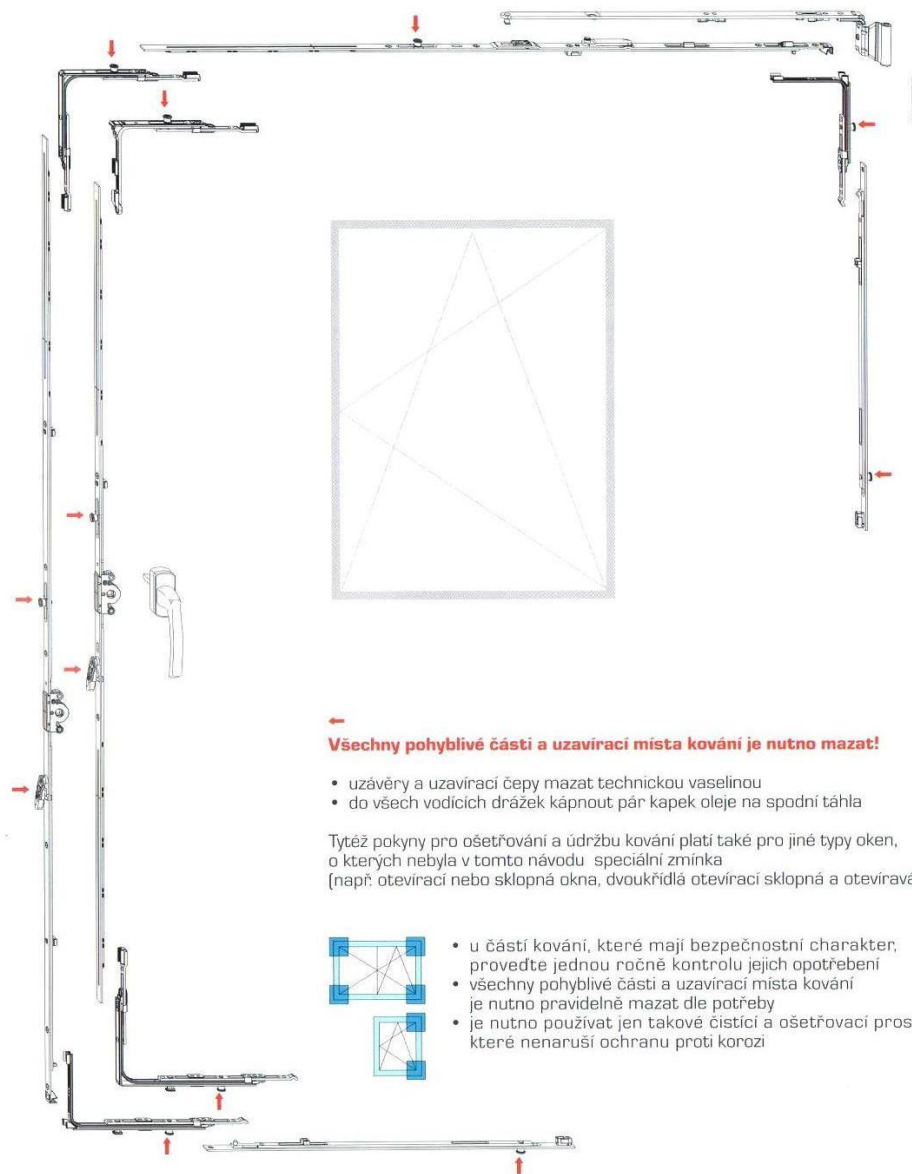 Všechny pohyblivé části a uzavírací místa kování je nutno mazat!
• uzávěry a uzavírací čepy mazat technickou vaselinou
• do všech vodících drážek kápnout pár kapek oleje na spodní táhla
Tytéž pokyny pro ošetřování a údržbu kování platí také pro jiné typy oken,
o kterých nebyla v tomto návodu speciální zmínka
(např. otevírací nebo sklopná okna, dvoukřídlá otevírací sklopná a otevíravá
• u částí kování, které mají bezpečnostní charakter,
proveďte jednou ročně kontrolu jejich opotřebení
• všechny pohyblivé části a uzavírací místa kování
je nutno pravidelně mazat dle potřeby
• je nutno používat jen takové čistící a ošetřovací pros
které nenaruší ochranu proti korozi